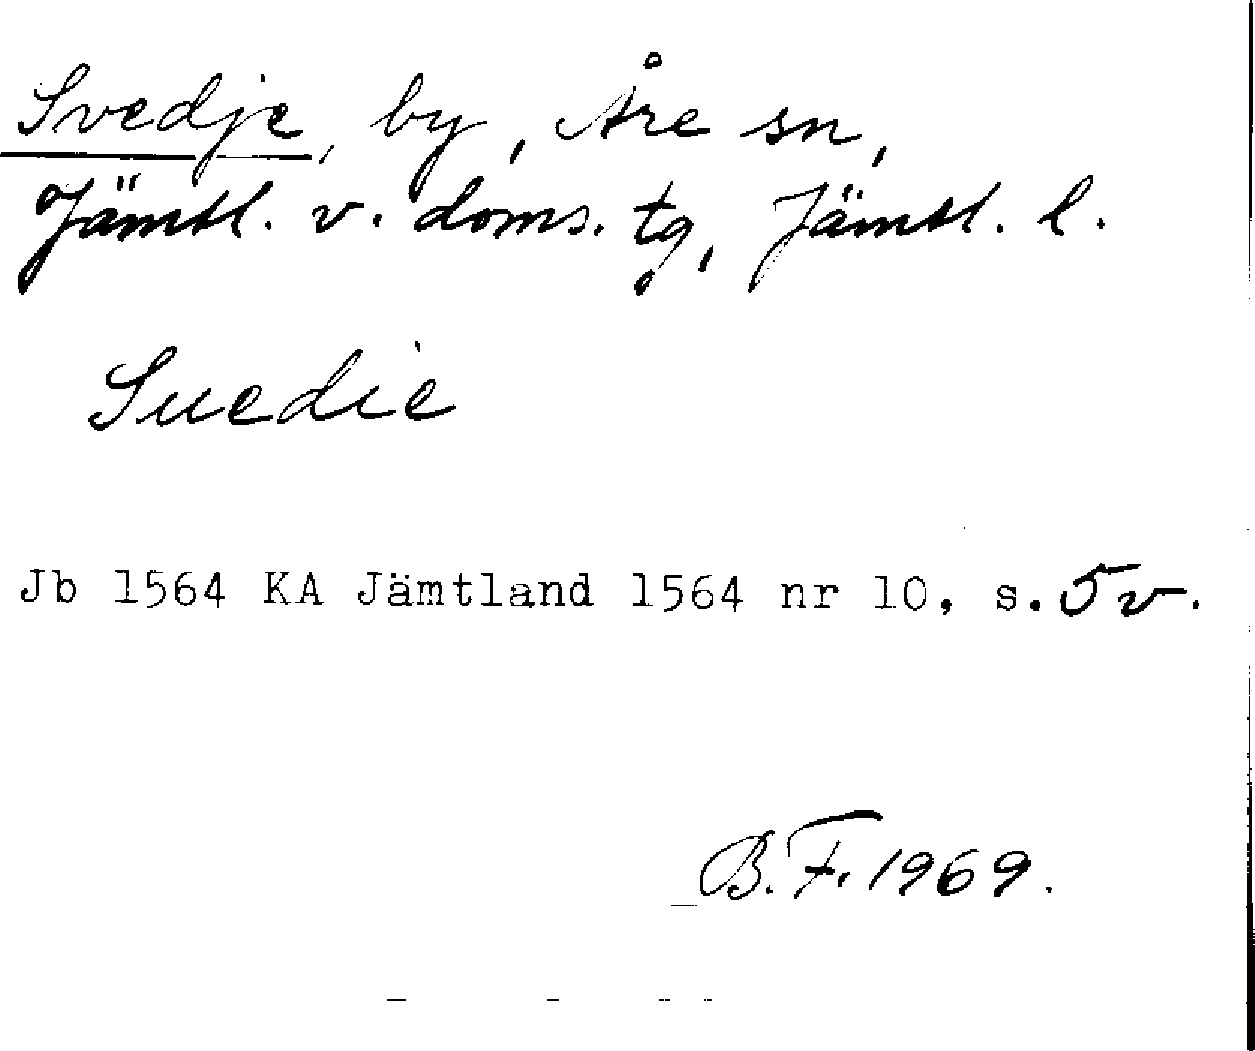 Svedje, by, Åre sn,
Jämtl. v. doms. tg, Jämtl. l.
Suedie
Jb 1564 KA Jämtland 1564 nr 10, s. 5v.
B.F. 1969.